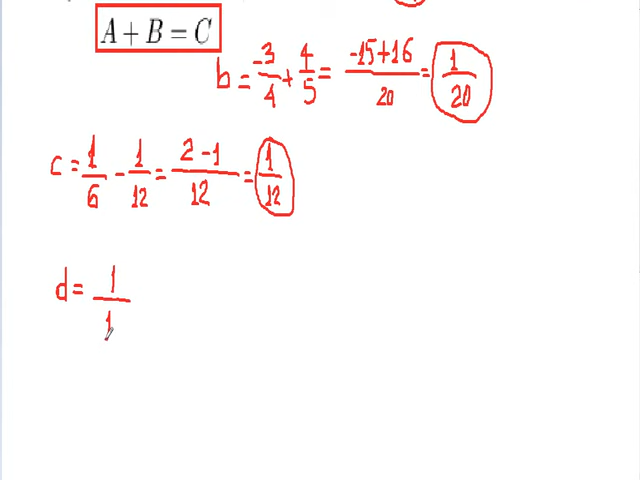 A + B = C
b = -3/4 + 4/5 = -15+16/20 = 1/20
c = 1/6 - 1/12 = 2-1/12 = 1/12
d = 1/1